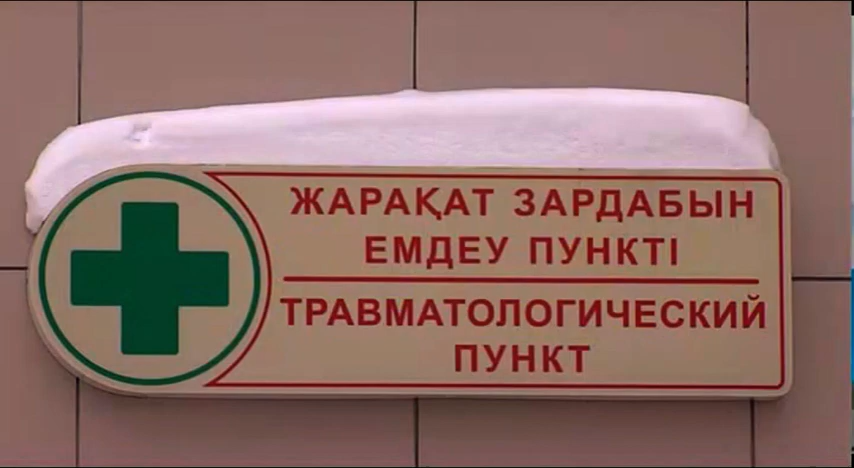 ЖАРАҚАТ ЗАРДАБЫН
ЕМДЕУ ПУНКТІ
ТРАВМАТОЛОГИЧЕСКИЙ
ПУНКТ